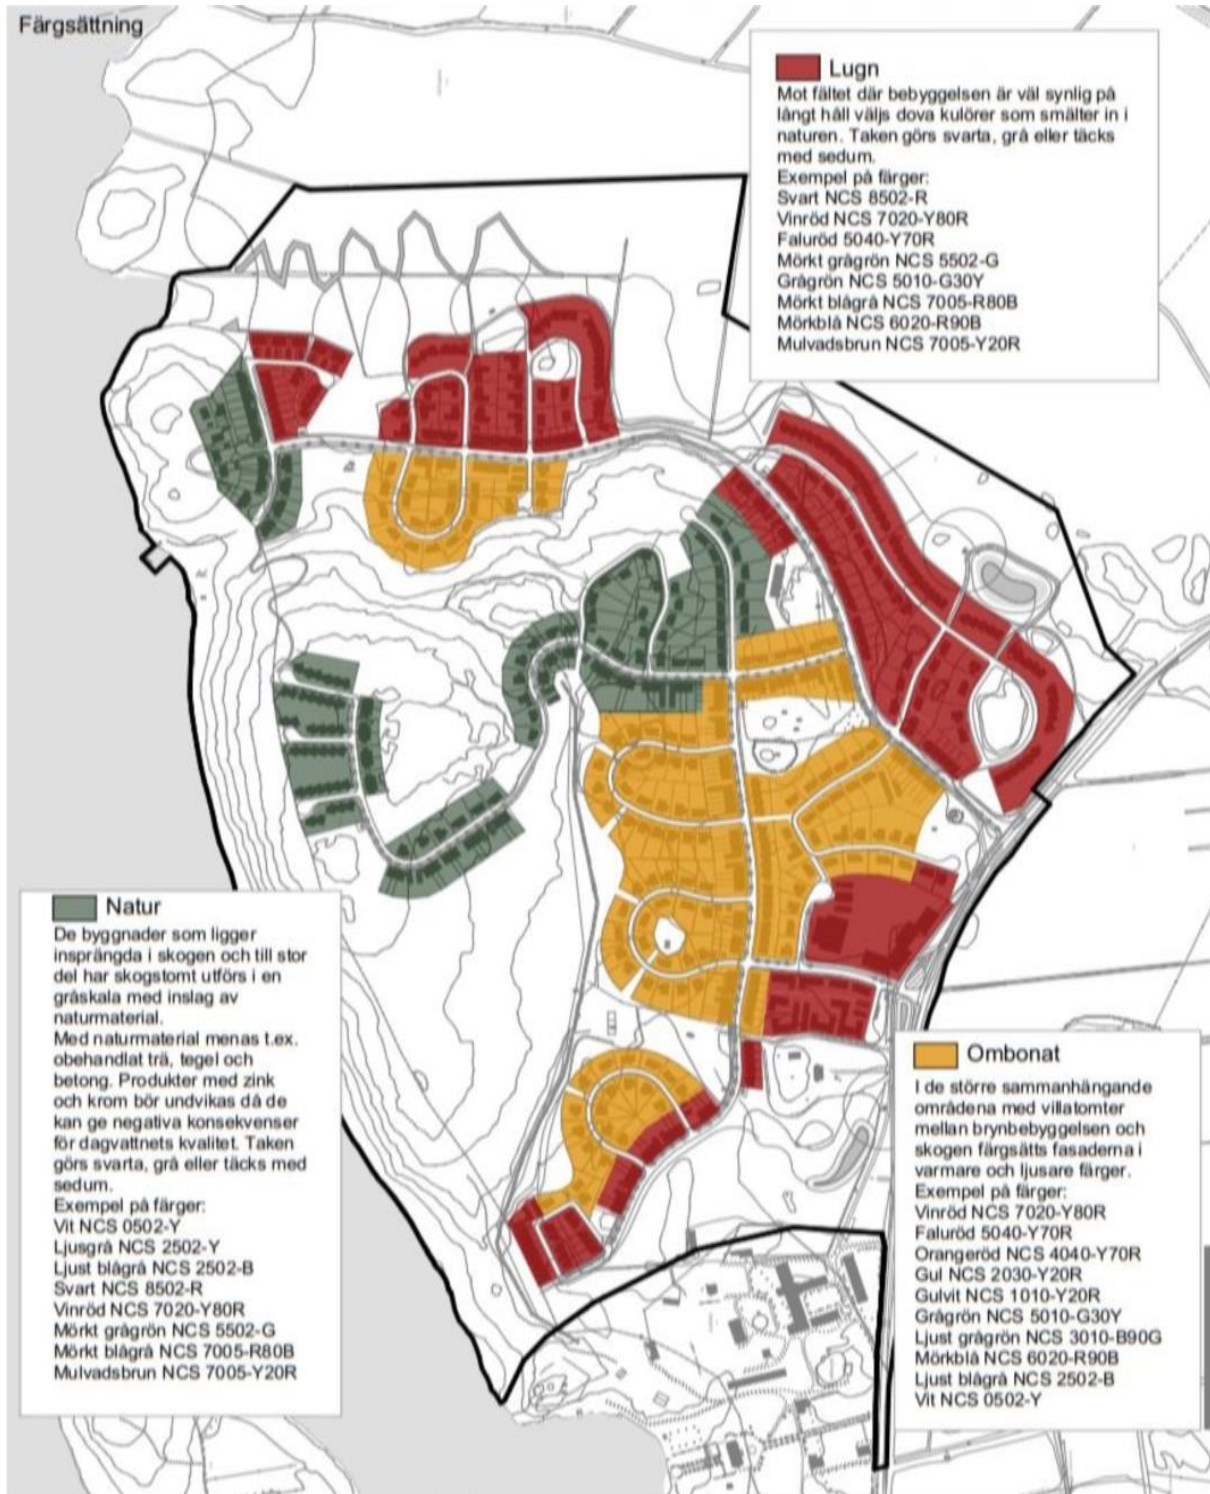 Färgsättning
Lugn
Mot fältet där bebyggelsen är väl synlig på
långt håll väljs dova kulörer som smälter in i
naturen. Taken görs svarta, grå eller täcks
med sedum.
Exempel på färger:
Svart NCS 8502-R
Vinröd NCS 7020-Y80R
Faluröd 5040-Y70R
Mörkt grågrön NCS 5502-G
Grågrön NCS 5010-G30Y
Mörkt blågrå NCS 7005-R80B
Mörkblå NCS 6020-R90B
Mulvadsbrun NCS 7005-Y20R
Natur
De byggnader som ligger
insprängda i skogen och till stor
del har skogstomt utförs i en
gråskala med inslag av
naturmaterial.
Med naturmaterial menas t.ex.
obehandlat trä, tegel och
betong. Produkter med zink
och krom bör undvikas då de
kan ge negativa konsekvenser
för dagvattnets kvalitet. Taken
görs svarta, grå eller täcks med
sedum.
Exempel på färger:
Vit NCS 0502-Y
Ljusgrå NCS 2502-Y
Ljust blågrå NCS 2502-B
Svart NCS 8502-R
Vinröd NCS 7020-Y80R
Mörkt grågrön NCS 5502-G
Mörkt blågrå NCS 7005-R80B
Mulvadsbrun NCS 7005-Y20R
Ombonat
I de större sammanhängande
områdena med villatomter
mellan brynbebyggelsen och
skogen färgsätts fasaderna i
varmare och ljusare färger.
Exempel på färger:
Vinröd NCS 7020-Y80R
Faluröd 5040-Y70R
Orangeröd NCS 4040-Y70R
Gul NCS 2030-Y20R
Gulvit NCS 1010-Y20R
Grågrön NCS 5010-G30Y
Ljust grågrön NCS 3010-B90G
Mörkblå NCS 6020-R90B
Ljust blågrå NCS 2502-B
Vit NCS 0502-Y